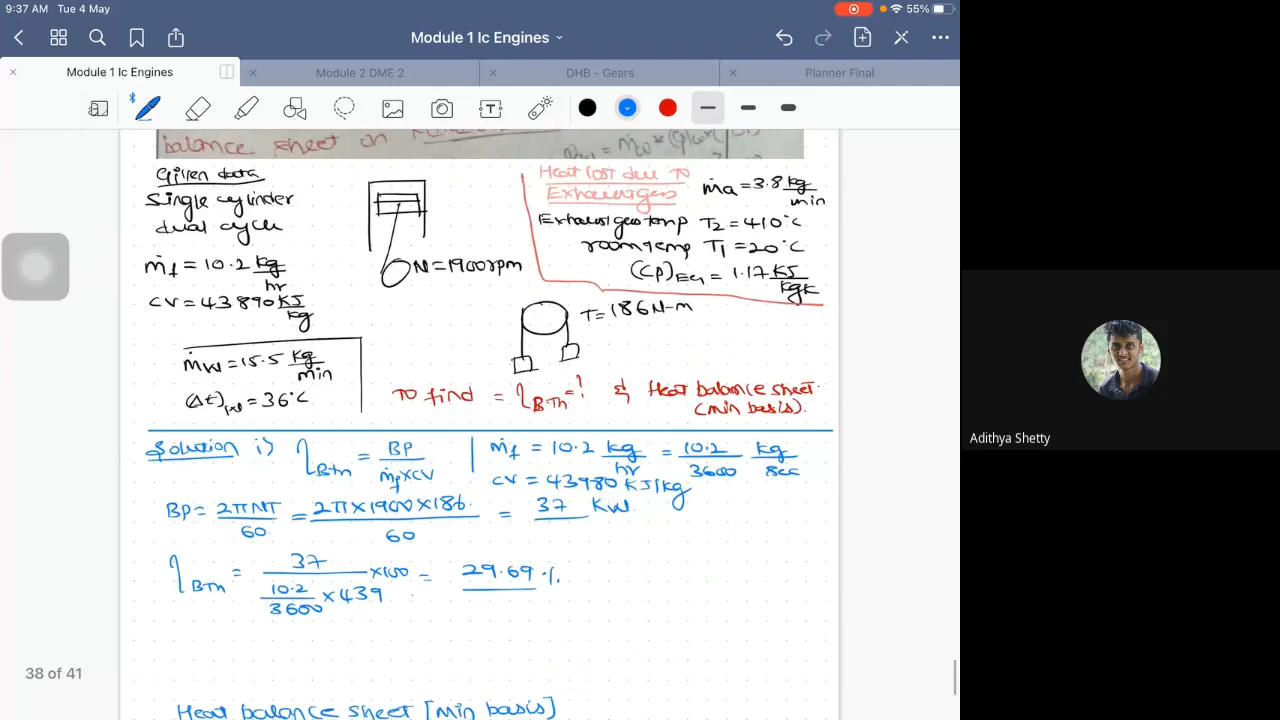 9:37 AM Tue 4 May
55%
Module 1 Ic Engines
Module 1 Ic Engines
Module 2 DME 2
DHB - Gears
Planner Final
T
balance sheet on
Given data
Single cylinder
dual cycle
ṁf = 10.2 kg/hr
CV = 43890 KJ/kg
N = 1900 rpm
Heat lost due to
Exhaust gases
ṁa = 3.8 kg/min
Exhaust gas temp T2 = 410°C
room temp T1 = 20°C
(Cp)EG = 1.17 KJ/kgK
T = 186 N-m
ṁw = 15.5 kg/min
(Δt) = 36°C
To find = ηBTh = ? & Heat balance sheet
(min basis).
Solution i) ηBTh = BP / ṁf x CV | ṁf = 10.2 kg/hr = 10.2/3600 kg/sec
CV = 43980 KJ/kg
BP = 2πNT/60 = 2π x 1900 x 186/60 = 37 KW
ηBTh = 37 / 10.2/3600 x 439 x 100 = 29.69 %
38 of 41
Heat balance sheet [min basis]
Adithya Shetty